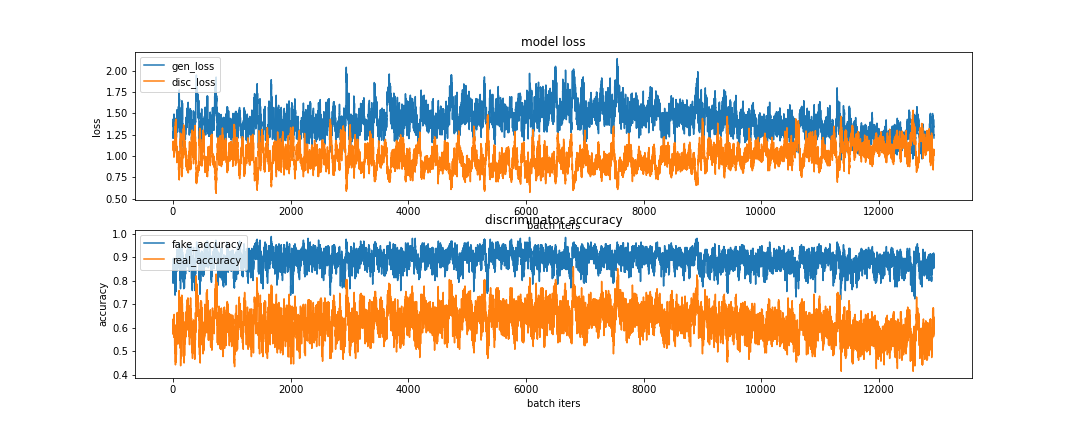 model loss
gen_loss
disc_loss
loss
2.00
1.75
1.50
1.25
1.00
0.75
0.50
0 2000 4000 6000 8000 10000 12000
batch iters
discriminator accuracy
fake_accuracy
real_accuracy
accuracy
1.0
0.9
0.8
0.7
0.6
0.5
0.4
0 2000 4000 6000 8000 10000 12000
batch iters